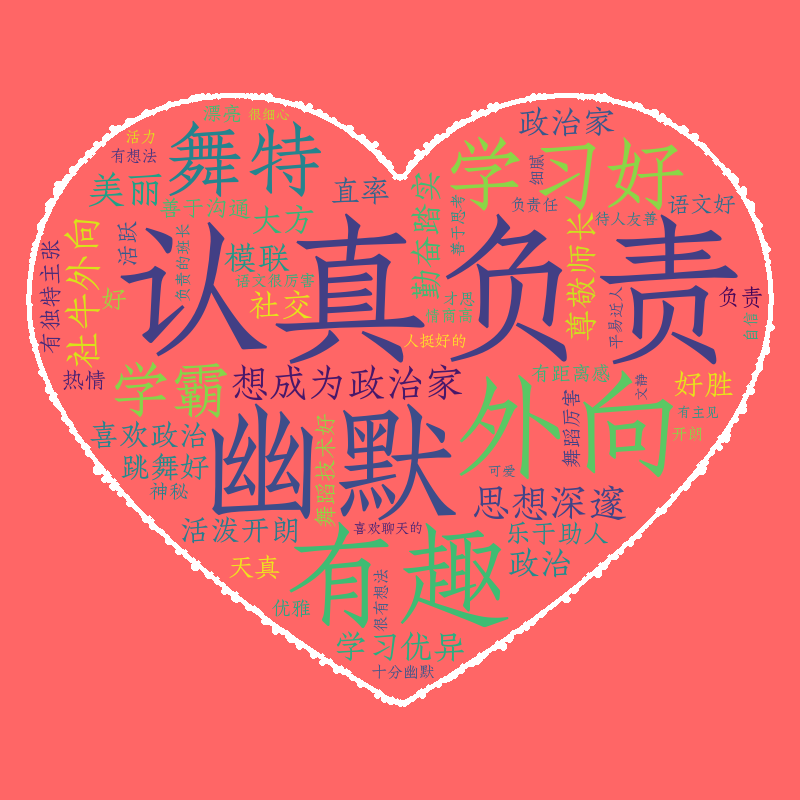 漂亮
很细心
活力
有想法
舞特
政治家
学习好
细腻
美丽
善于沟通
大方
直率
勤奋踏实
善于思考
负责任
语文好
待人友善
尊敬师长
活跃
负责的班长
模联
语文很厉害
社牛外向
有独特主张
好
认真负责
社交
才思
人挺好的
平易近人
负责
自信
热情
学霸
想成为政治家
有距离感
文静
好胜
外向
幽默
喜欢政治
跳舞好
神秘
舞蹈技术好
舞蹈厉害
有主见
开朗
可爱
思想深邃
活泼开朗
喜欢聊天的
乐于助人
政治
有趣
天真
优雅
很有想法
学习优异
十分幽默